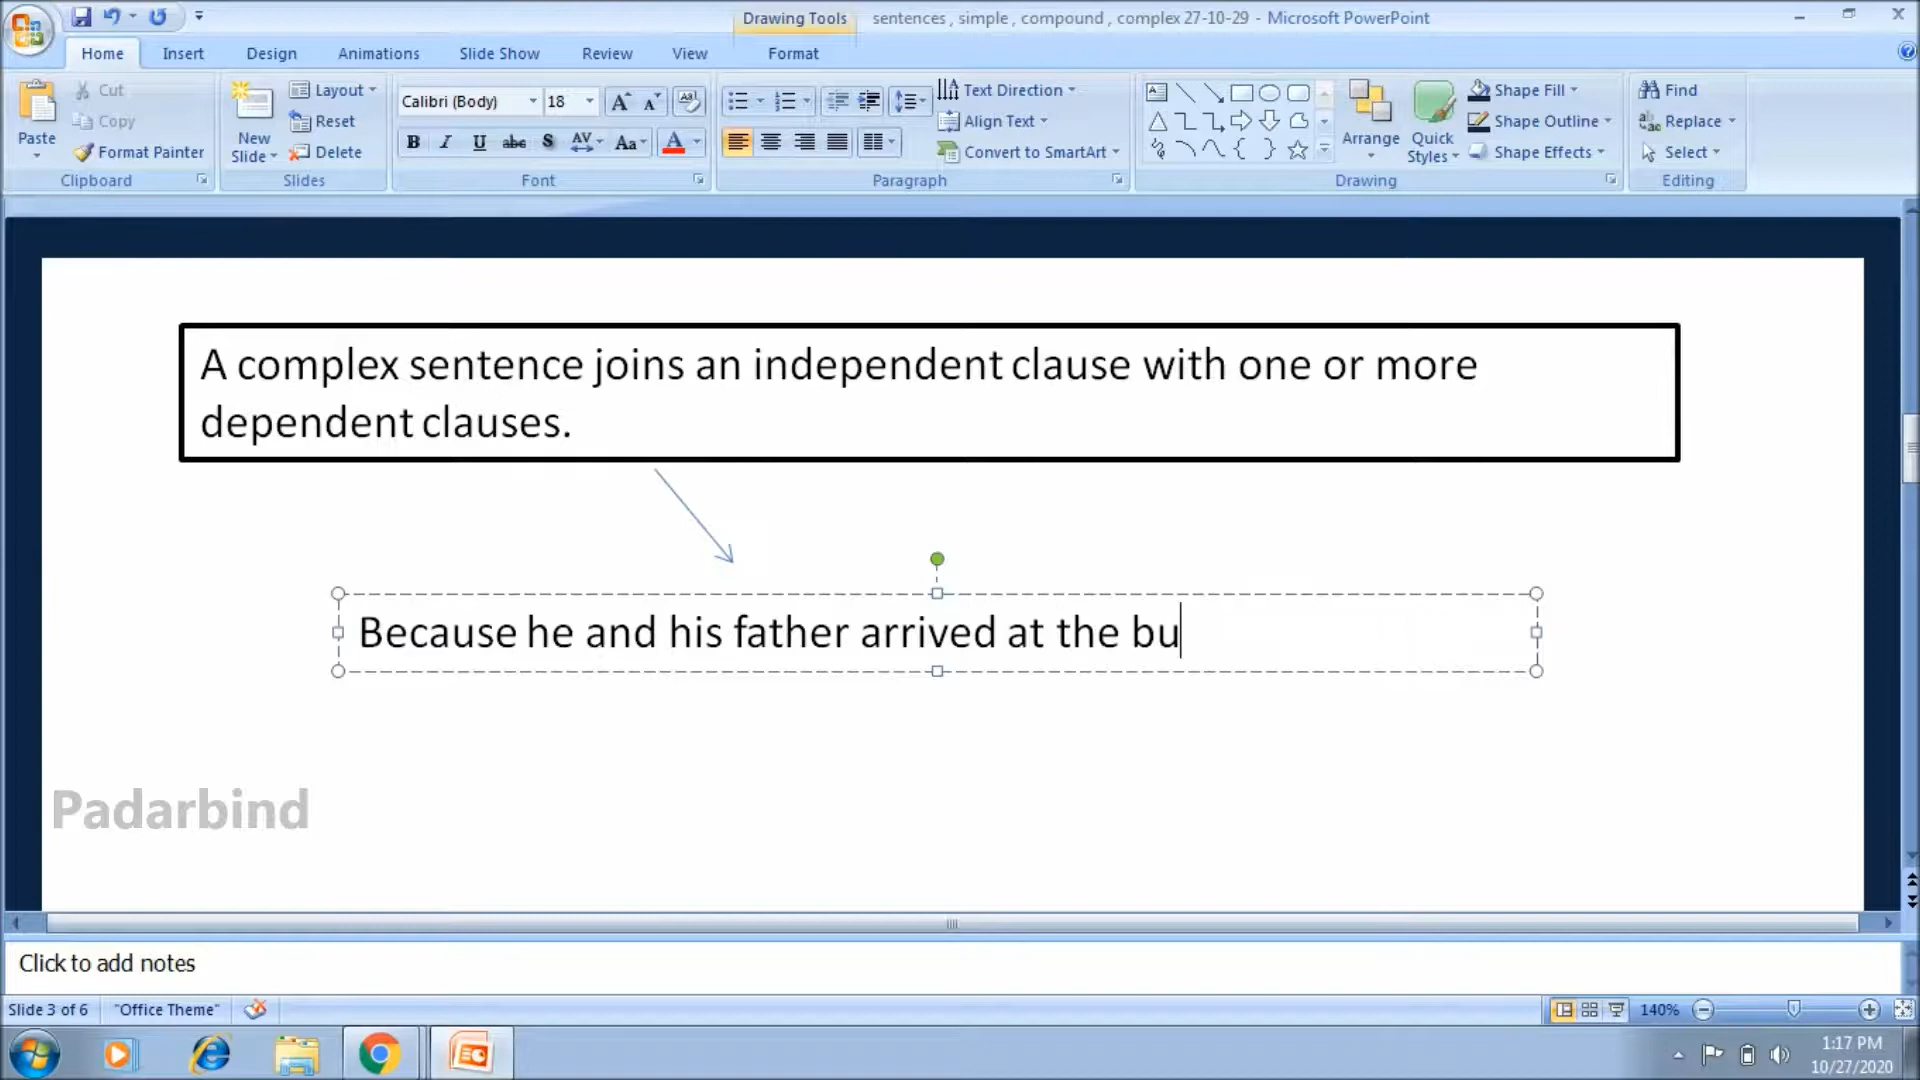 Drawing Tools
sentences , simple , compound , complex 27-10-29 - Microsoft PowerPoint
Home Insert Design Animations Slide Show Review View Format
Paste
Cut
Copy
Format Painter
Clipboard
New Slide
Layout
Reset
Delete
Slides
Calibri (Body) 18
B I U abc S AV Aa A
Font
Text Direction
Align Text
Convert to SmartArt
Paragraph
Arrange
Quick Styles
Shape Fill
Shape Outline
Shape Effects
Drawing
Find
Replace
Select
Editing
A complex sentence joins an independent clause with one or more
dependent clauses.
Because he and his father arrived at the bu
Padarbind
Click to add notes
Slide 3 of 6 "Office Theme" 140%
1:17 PM
10/27/2020